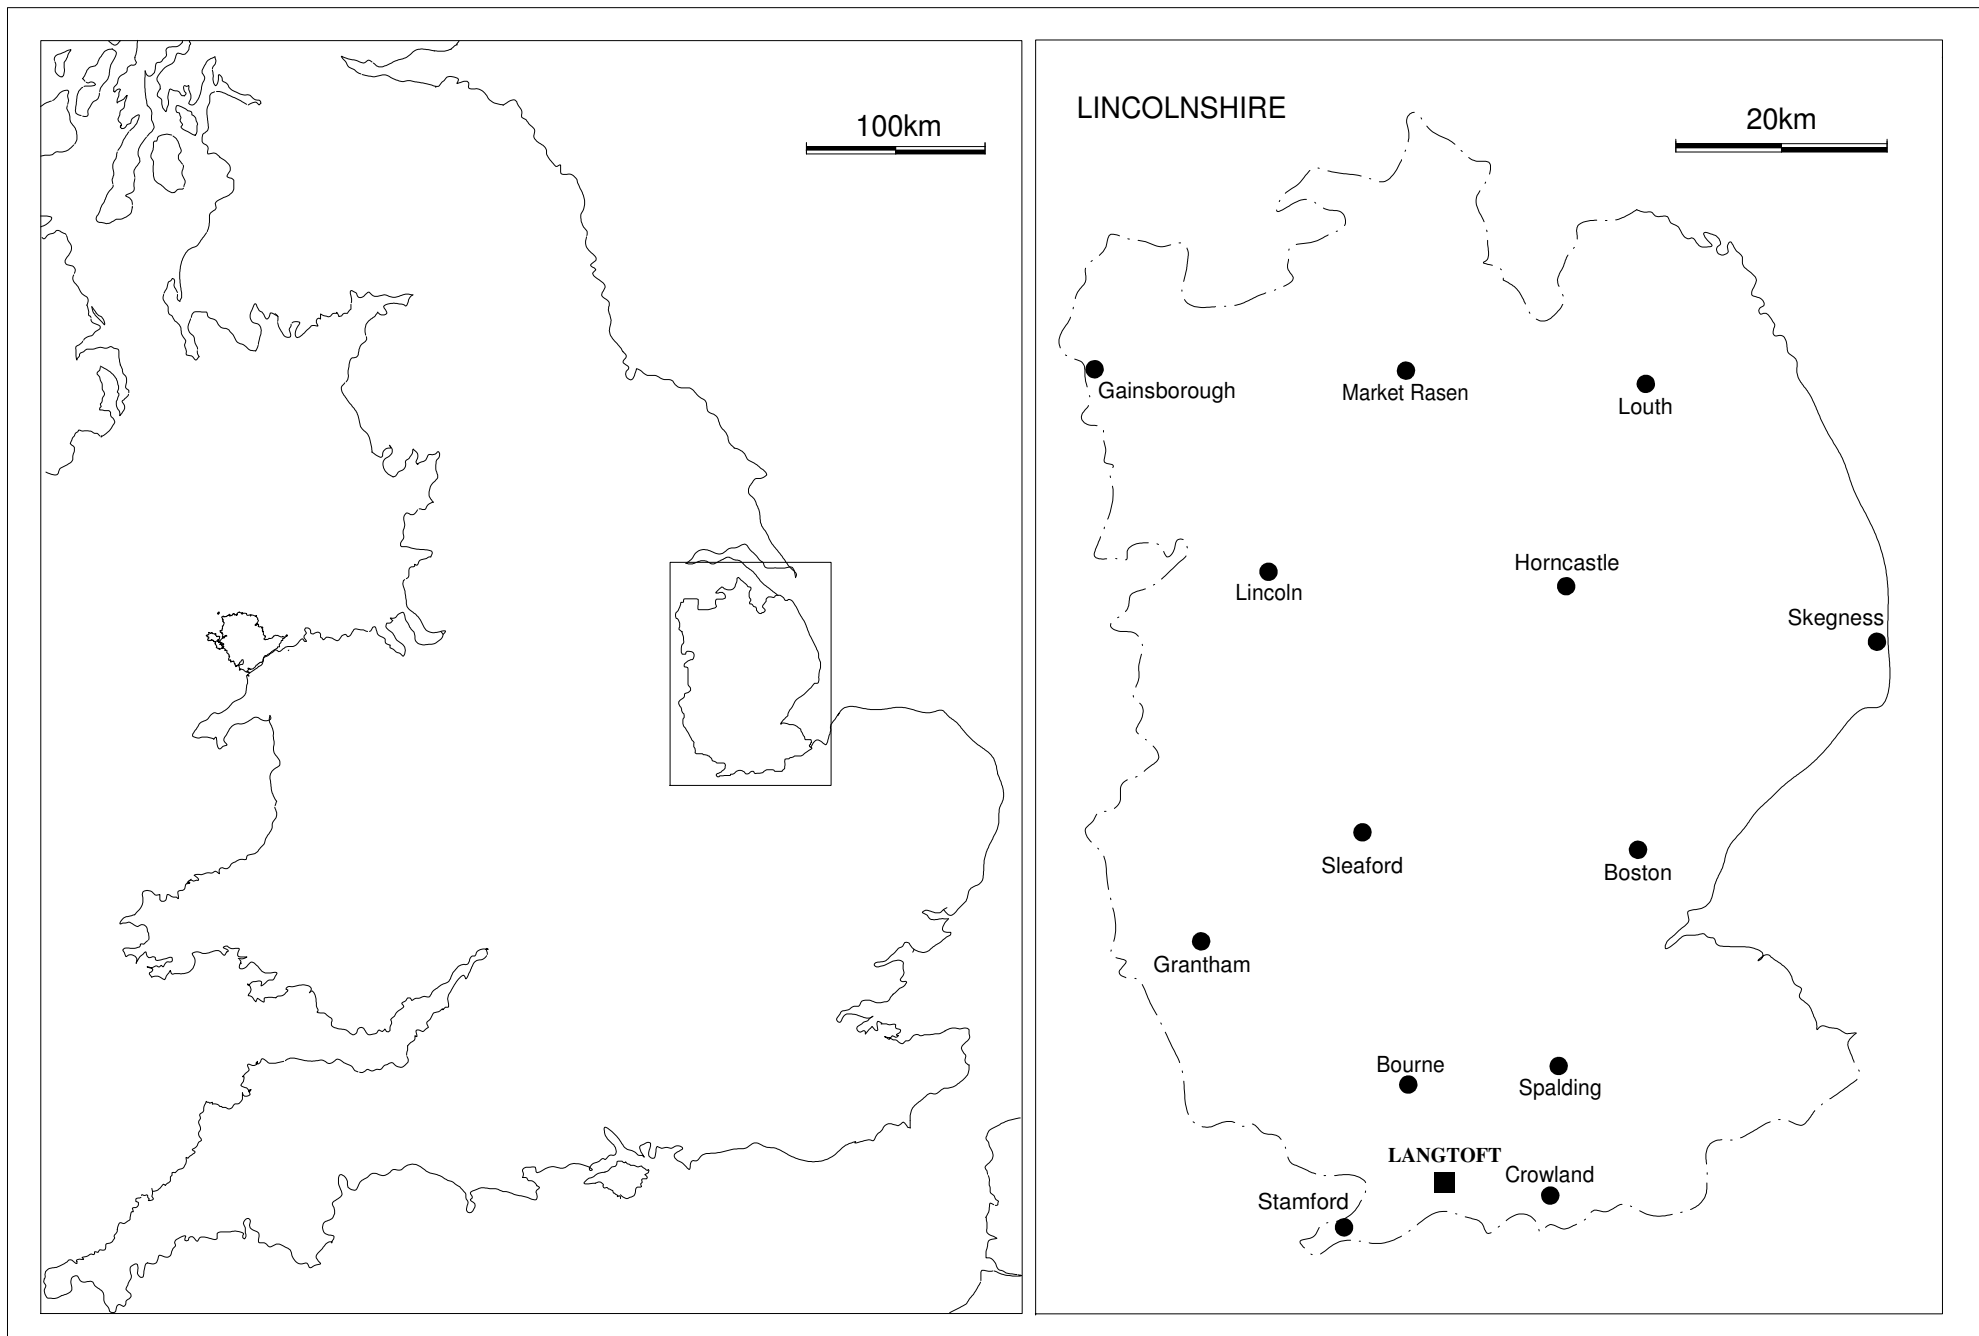 100km
LINCOLNSHIRE
20km
Gainsborough
Market Rasen
Louth
Lincoln
Horncastle
Skegness
Sleaford
Boston
Grantham
Bourne
Spalding
LANGTOFT
Crowland
Stamford